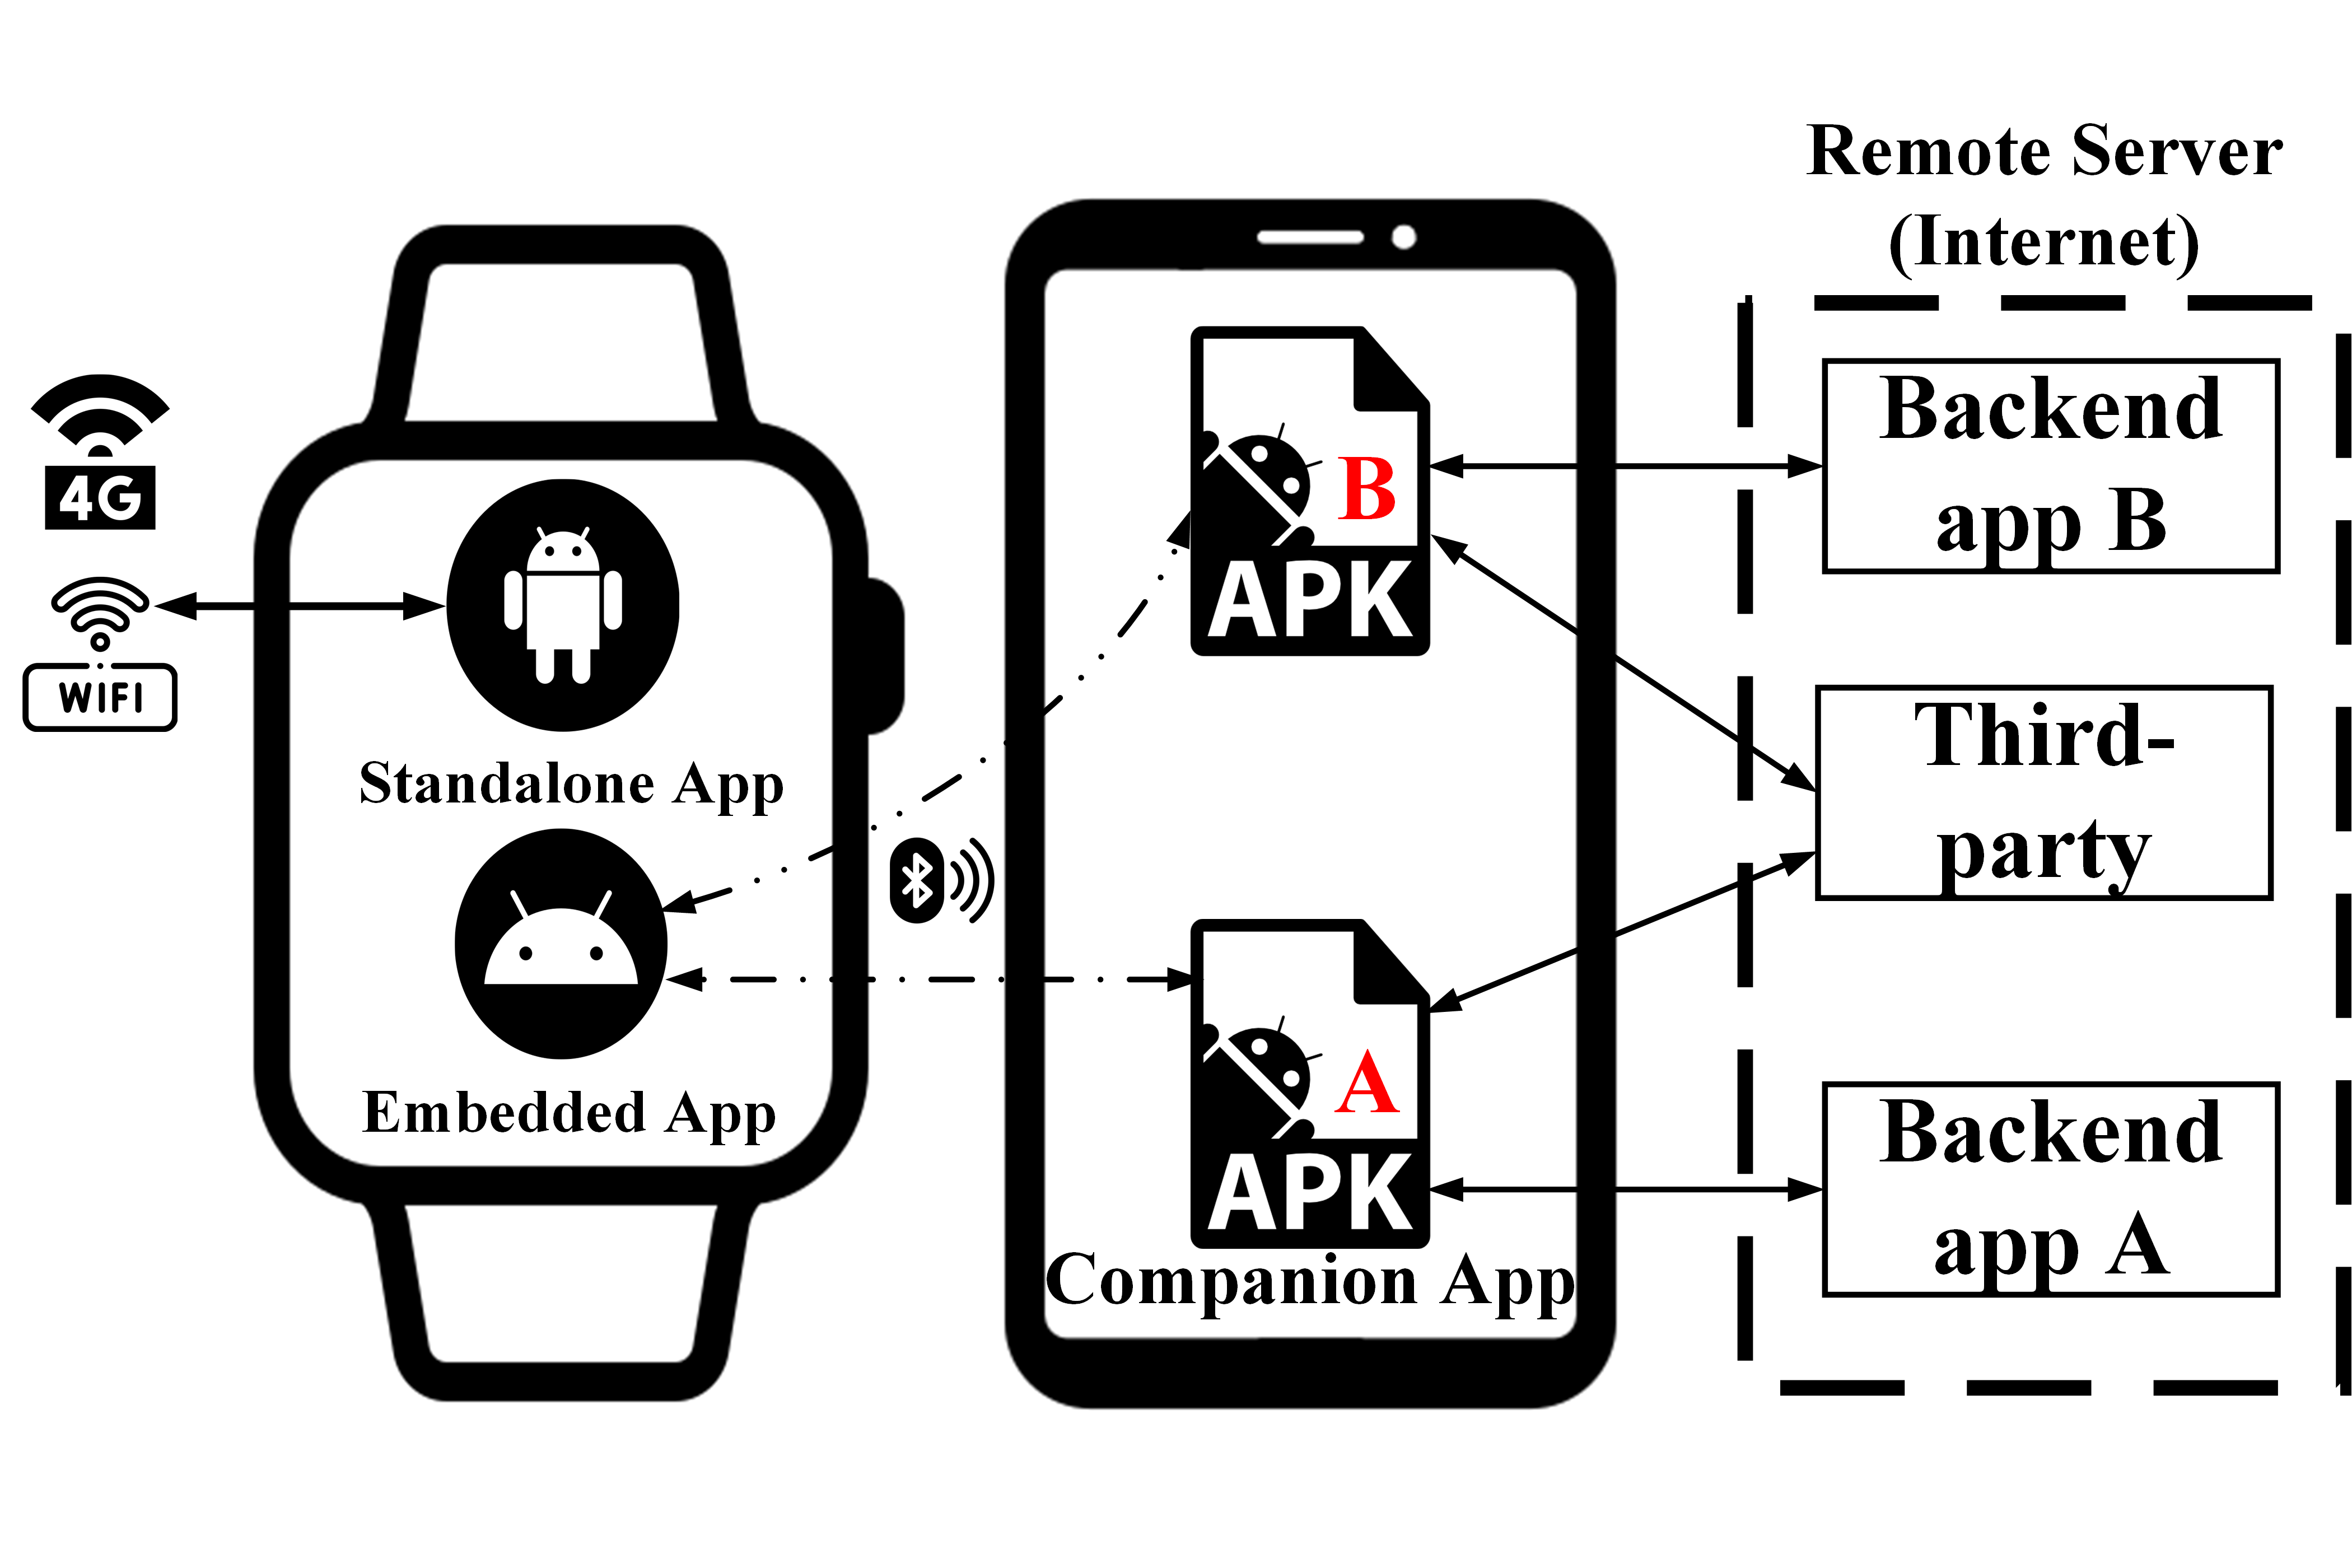 Remote Server
(Internet)
4G
WIFI
Standalone App
Embedded App
B
APK
A
APK
Companion App
Backend
app B
Third-
party
Backend
app A